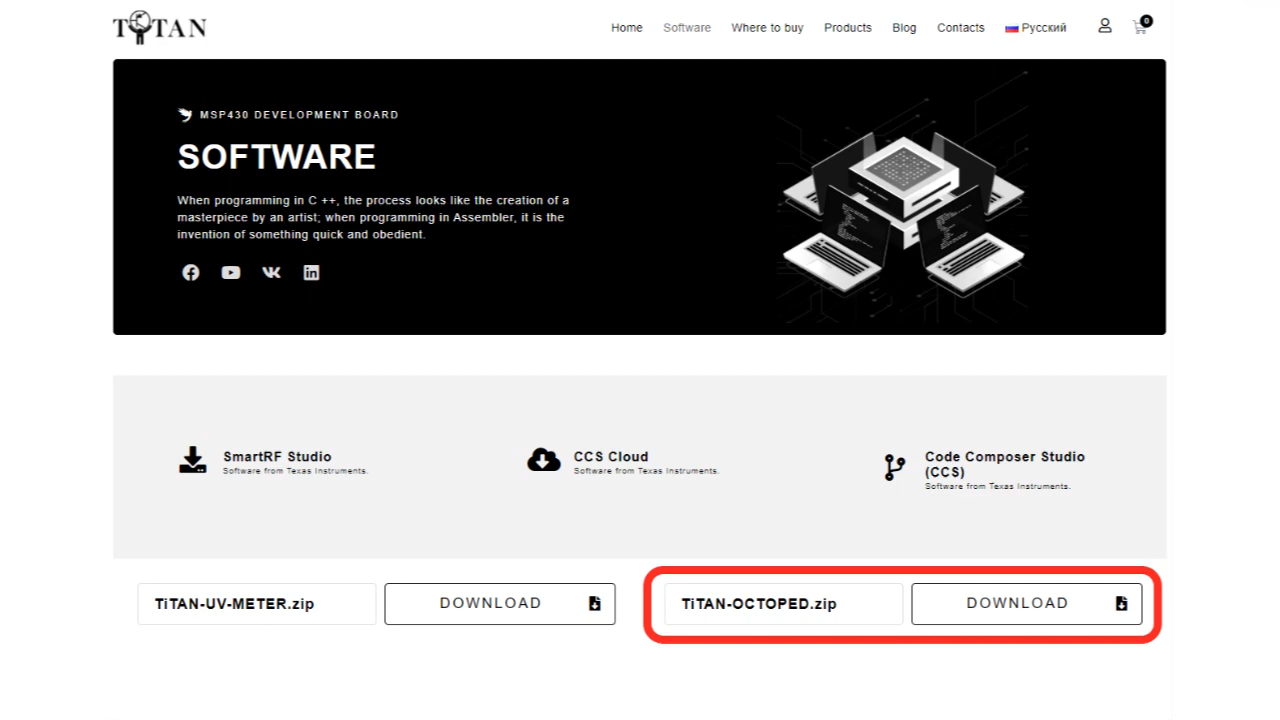 TiTAN
Home Software Where to buy Products Blog Contacts Русский 0
MSP430 DEVELOPMENT BOARD
SOFTWARE
When programming in C ++, the process looks like the creation of a
masterpiece by an artist; when programming in Assembler, it is the
invention of something quick and obedient.
SmartRF Studio
Software from Texas Instruments.
CCS Cloud
Software from Texas Instruments.
Code Composer Studio
(CCS)
Software from Texas Instruments.
TiTAN-UV-METER.zip DOWNLOAD
TiTAN-OCTOPED.zip DOWNLOAD